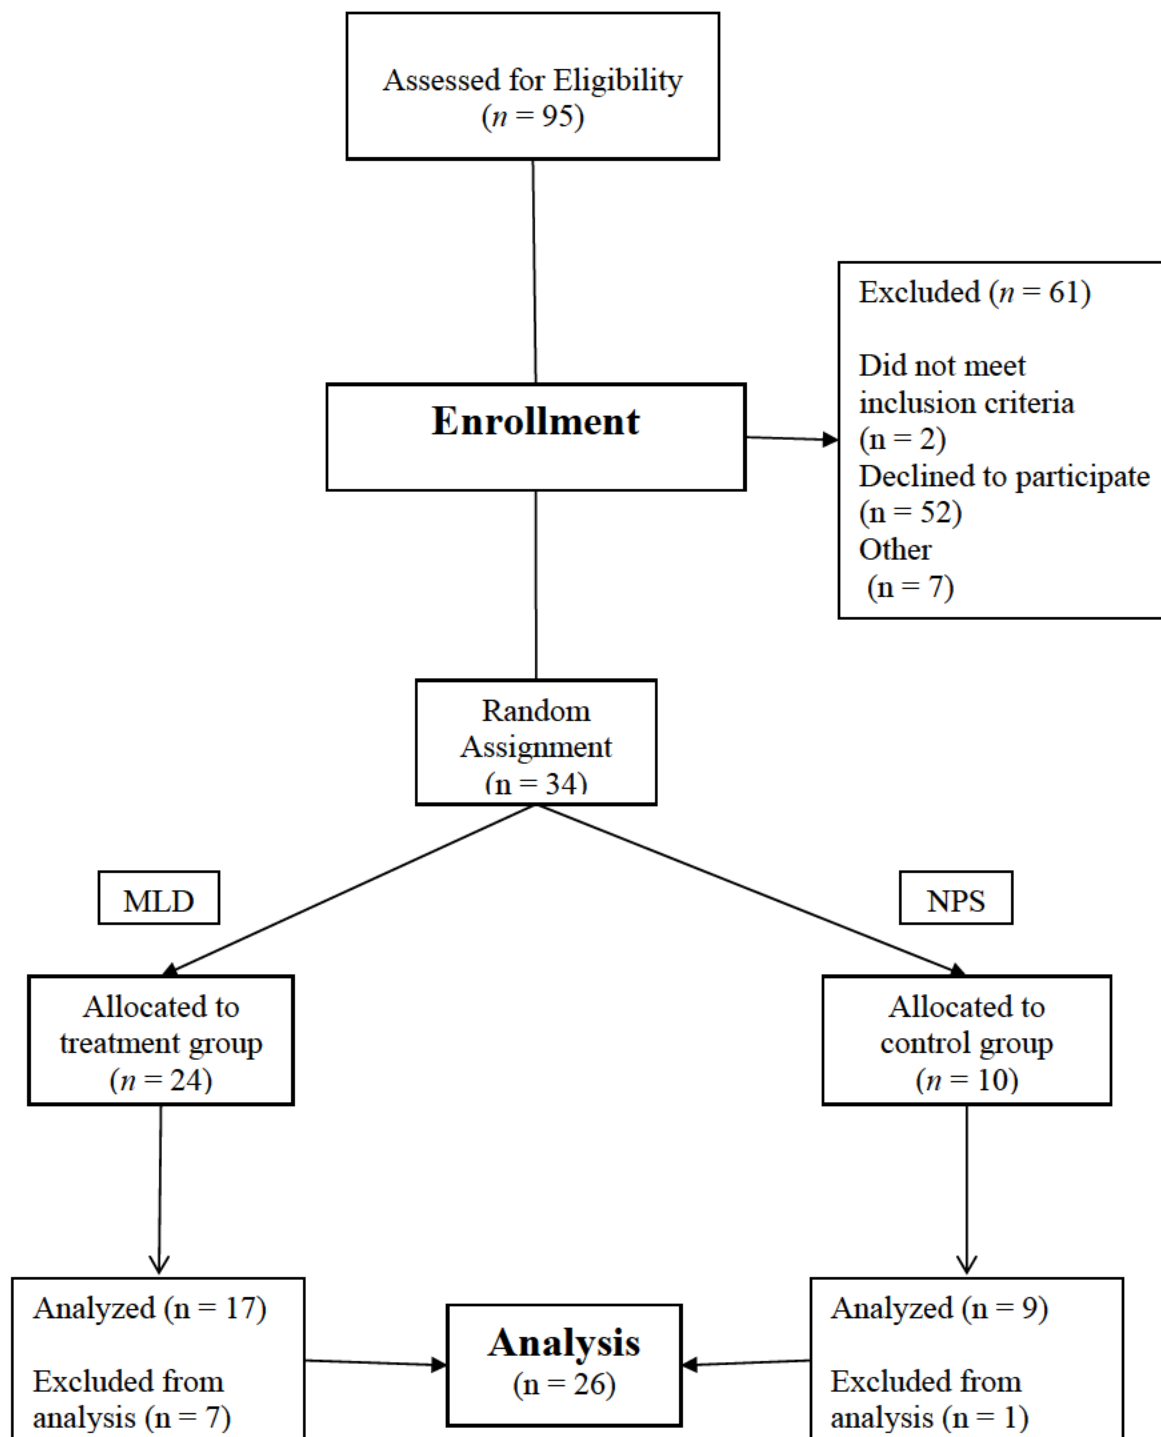 Assessed for Eligibility
(n = 95)
Excluded (n = 61)
Did not meet
inclusion criteria
(n = 2)
Declined to participate
(n = 52)
Other
(n = 7)
Enrollment
Random
Assignment
(n = 34)
MLD
NPS
Allocated to
treatment group
(n = 24)
Allocated to
control group
(n = 10)
Analyzed (n = 17)
Excluded from
analysis (n = 7)
Analysis
(n = 26)
Analyzed (n = 9)
Excluded from
analysis (n = 1)